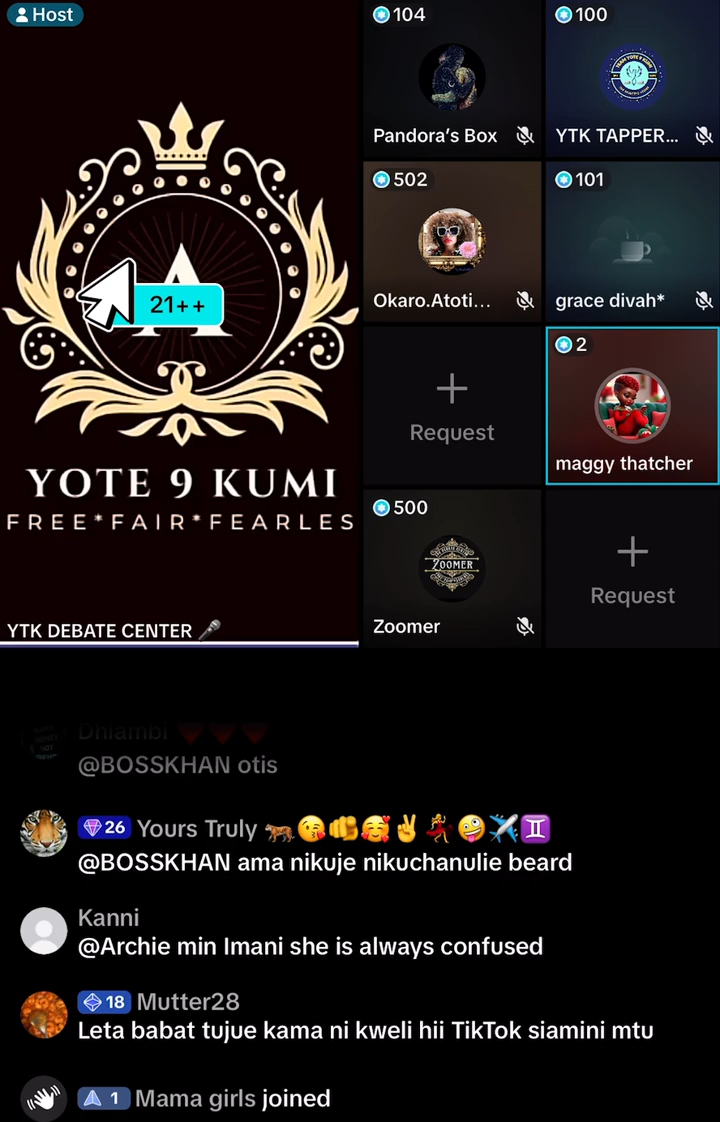 Host
A
21++
YOTE 9 KUMI
FREE*FAIR*FEARLES
YTK DEBATE CENTER 🎤
104
Pandora's Box
100
YTK TAPPER...
502
Okaro.Atoti...
101
grace divah*
Request
2
maggy thatcher
500
ZOOMER
Zoomer
Request
Dhiambi ❤️❤️❤️
@BOSSKHAN otis
26 Yours Truly 🐅😘🫵🥰✌️💃🤪✈️♊
@BOSSKHAN ama nikuje nikuchanulie beard
Kanni
@Archie min Imani she is always confused
18 Mutter28
Leta babat tujue kama ni kweli hii TikTok siamini mtu
1 Mama girls joined